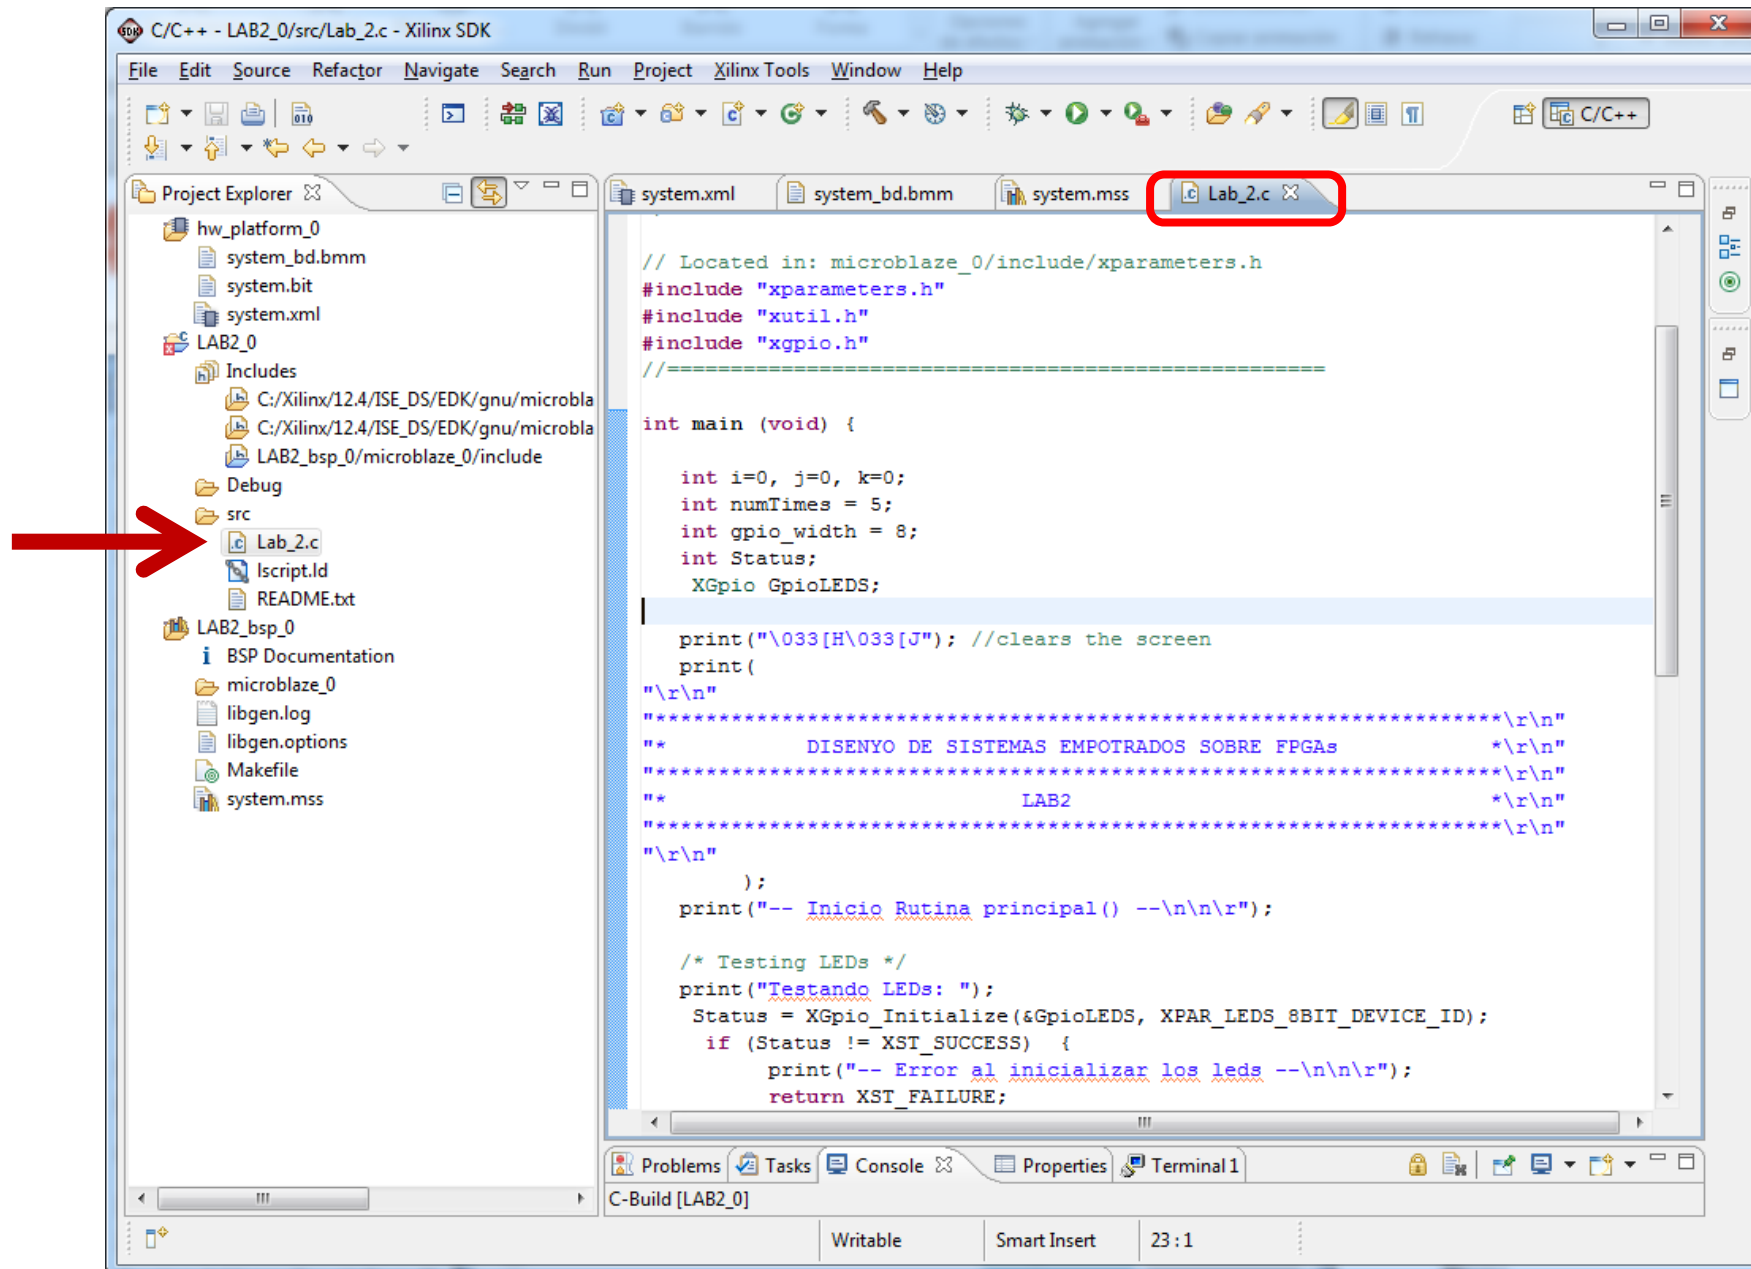 C/C++ - LAB2_0/src/Lab_2.c - Xilinx SDK
File Edit Source Refactor Navigate Search Run Project Xilinx Tools Window Help
C/C++
Project Explorer
hw_platform_0
system_bd.bmm
system.bit
system.xml
LAB2_0
Includes
C:/Xilinx/12.4/ISE_DS/EDK/gnu/microbla
C:/Xilinx/12.4/ISE_DS/EDK/gnu/microbla
LAB2_bsp_0/microblaze_0/include
Debug
src
Lab_2.c
lscript.ld
README.txt
LAB2_bsp_0
BSP Documentation
microblaze_0
libgen.log
libgen.options
Makefile
system.mss
system.xml system_bd.bmm system.mss Lab_2.c
// Located in: microblaze_0/include/xparameters.h
#include "xparameters.h"
#include "xutil.h"
#include "xgpio.h"
//====================================================
int main (void) {
int i=0, j=0, k=0;
int numTimes = 5;
int gpio_width = 8;
int Status;
XGpio GpioLEDS;
print("\033[H\033[J"); //clears the screen
print(
"\r\n"
"*******************************************************************\r\n"
"* DISENYO DE SISTEMAS EMPOTRADOS SOBRE FPGAs *\r\n"
"*******************************************************************\r\n"
"* LAB2 *\r\n"
"*******************************************************************\r\n"
"\r\n"
);
print("-- Inicio Rutina principal() --\n\n\r");
/* Testing LEDs */
print("Testando LEDs: ");
Status = XGpio_Initialize(&GpioLEDS, XPAR_LEDS_8BIT_DEVICE_ID);
if (Status != XST_SUCCESS) {
print("-- Error al inicializar los leds --\n\n\r");
return XST_FAILURE;
Problems Tasks Console Properties Terminal 1
C-Build [LAB2_0]
Writable Smart Insert 23 : 1